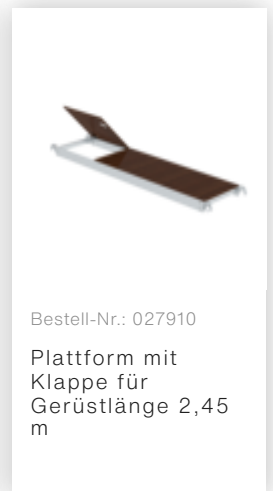 Bestell-Nr.: 027910
Plattform mit
Klappe für
Gerüstlänge 2,45
m